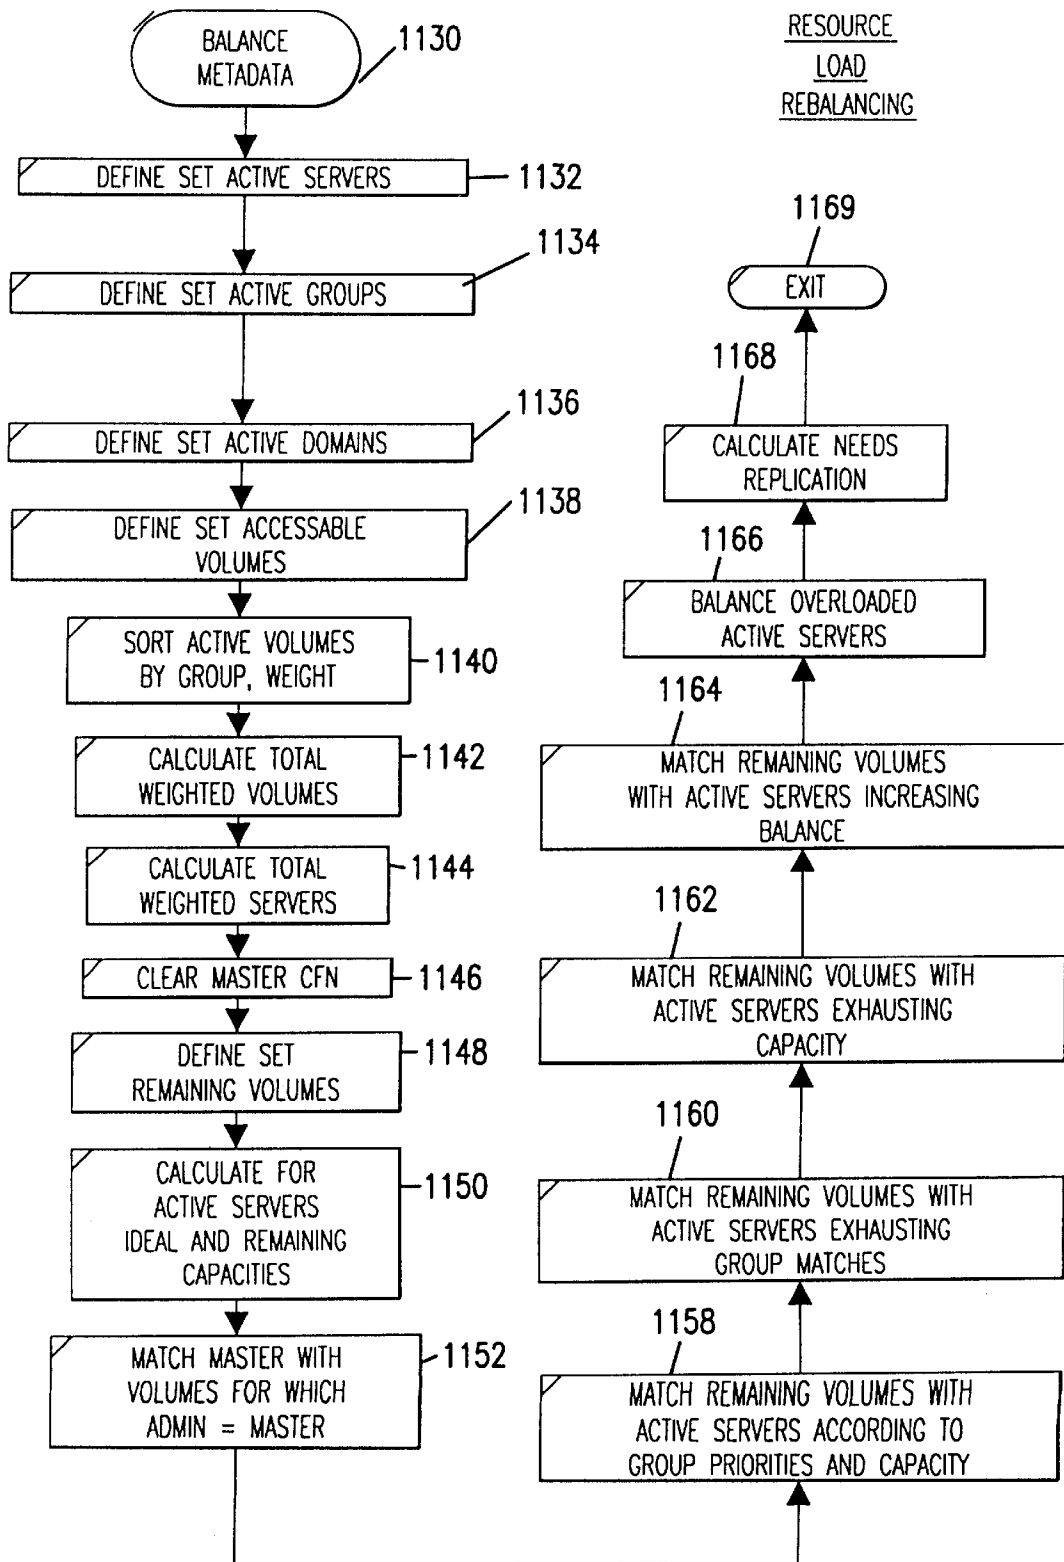 BALANCE
METADATA
1130
DEFINE SET ACTIVE SERVERS
1132
DEFINE SET ACTIVE GROUPS
1134
DEFINE SET ACTIVE DOMAINS
1136
DEFINE SET ACCESSABLE
VOLUMES
1138
SORT ACTIVE VOLUMES
BY GROUP, WEIGHT
1140
CALCULATE TOTAL
WEIGHTED VOLUMES
1142
CALCULATE TOTAL
WEIGHTED SERVERS
1144
CLEAR MASTER CFN
1146
DEFINE SET
REMAINING VOLUMES
1148
CALCULATE FOR
ACTIVE SERVERS
IDEAL AND REMAINING
CAPACITIES
1150
MATCH MASTER WITH
VOLUMES FOR WHICH
ADMIN = MASTER
1152
RESOURCE
LOAD
REBALANCING
1169
EXIT
1168
CALCULATE NEEDS
REPLICATION
1166
BALANCE OVERLOADED
ACTIVE SERVERS
1164
MATCH REMAINING VOLUMES
WITH ACTIVE SERVERS INCREASING
BALANCE
1162
MATCH REMAINING VOLUMES WITH
ACTIVE SERVERS EXHAUSTING
CAPACITY
1160
MATCH REMAINING VOLUMES WITH
ACTIVE SERVERS EXHAUSTING
GROUP MATCHES
1158
MATCH REMAINING VOLUMES WITH
ACTIVE SERVERS ACCORDING TO
GROUP PRIORITIES AND CAPACITY